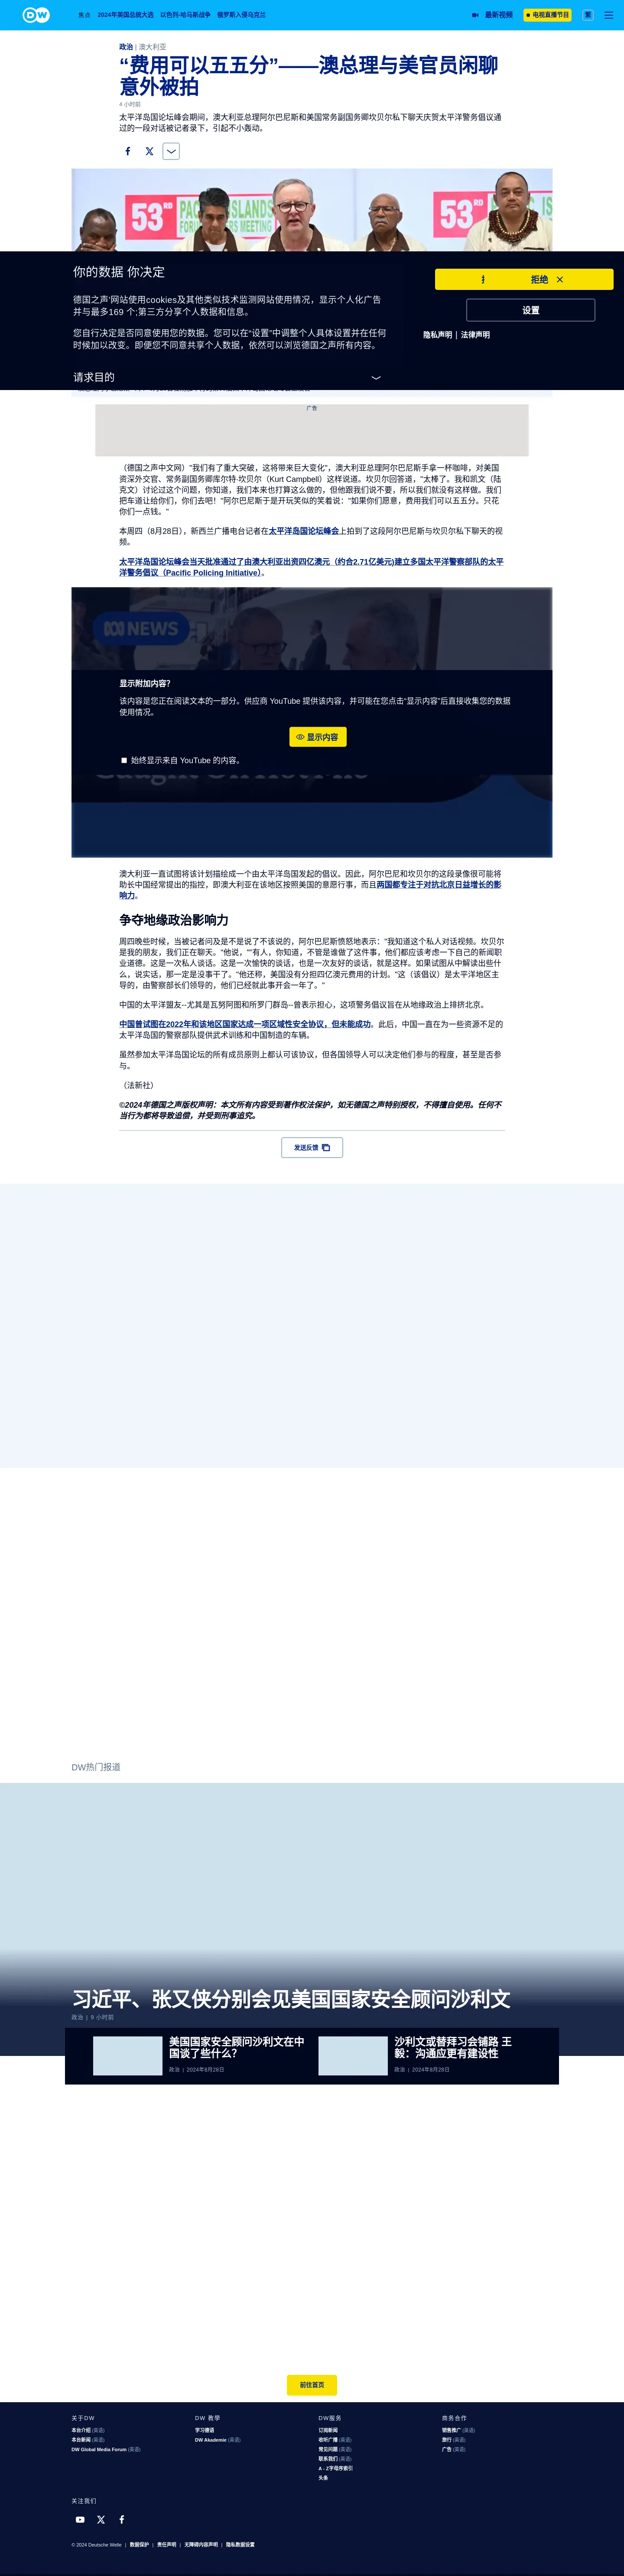 DW
焦点 2024年美国总统大选 以色列-哈马斯战争 俄罗斯入侵乌克兰
最新视频 电视直播节目 繁
政治 | 澳大利亚
“费用可以五五分”——澳总理与美官员闲聊
意外被拍
4 小时前
太平洋岛国论坛峰会期间，澳大利亚总理阿尔巴尼斯和美国常务副国务卿坎贝尔私下聊天庆贺太平洋警务倡议通
过的一段对话被记者录下，引起不小轰动。
53RD
53RD
你的数据 你决定
德国之声'网站使用cookies及其他类似技术监测网站使用情况，显示个人化广告
并与最多169 个;第三方分享个人数据和信息。
您自行决定是否同意使用您的数据。您可以在“设置”中调整个人具体设置并在任何
时候加以改变。即便您不同意共享个人数据，依然可以浏览德国之声所有内容。
请求目的
拒绝
设置
隐私声明 | 法律声明
广告
（德国之声中文网）"我们有了重大突破，这将带来巨大变化"，澳大利亚总理阿尔巴尼斯手拿一杯咖啡，对美国
资深外交官、常务副国务卿库尔特·坎贝尔（Kurt Campbell）这样说道。坎贝尔回答道，"太棒了。我和凯文（陆
克文）讨论过这个问题，你知道，我们本来也打算这么做的，但他跟我们说不要，所以我们就没有这样做。我们
把车道让给你们，你们去吧！"阿尔巴尼斯于是开玩笑似的笑着说："如果你们愿意，费用我们可以五五分。只花
你们一点钱。"
本周四（8月28日），新西兰广播电台记者在太平洋岛国论坛峰会上拍到了这段阿尔巴尼斯与坎贝尔私下聊天的视
频。
太平洋岛国论坛峰会当天批准通过了由澳大利亚出资四亿澳元（约合2.71亿美元)建立多国太平洋警察部队的太平
洋警务倡议（Pacific Policing Initiative）。
NEWS
显示附加内容？
该内容是您正在阅读文本的一部分。供应商 YouTube 提供该内容，并可能在您点击“显示内容”后直接收集您的数据
使用情况。
显示内容
始终显示来自 YouTube 的内容。
澳大利亚一直试图将该计划描绘成一个由太平洋岛国发起的倡议。因此，阿尔巴尼和坎贝尔的这段录像很可能将
助长中国经常提出的指控，即澳大利亚在该地区按照美国的意愿行事，而且两国都专注于对抗北京日益增长的影
响力。
争夺地缘政治影响力
周四晚些时候，当被记者问及是不是说了不该说的，阿尔巴尼斯愤怒地表示："我知道这个私人对话视频。坎贝尔
是我的朋友，我们正在聊天。"他说，""有人，你知道，不管是谁做了这件事，他们都应该考虑一下自己的新闻职
业道德。这是一次私人谈话。这是一次愉快的谈话，也是一次友好的谈话，就是这样。如果试图从中解读出些什
么，说实话，那一定是没事干了。"他还称，美国没有分担四亿澳元费用的计划。"这（该倡议）是太平洋地区主
导的，由警察部长们领导的，他们已经就此事开会一年了。"
中国的太平洋盟友--尤其是瓦努阿图和所罗门群岛--曾表示担心，这项警务倡议旨在从地缘政治上排挤北京。
中国曾试图在2022年和该地区国家达成一项区域性安全协议，但未能成功。此后，中国一直在为一些资源不足的
太平洋岛国的警察部队提供武术训练和中国制造的车辆。
虽然参加太平洋岛国论坛的所有成员原则上都认可该协议，但各国领导人可以决定他们参与的程度，甚至是否参
与。
（法新社）
©2024年德国之声版权声明：本文所有内容受到著作权法保护，如无德国之声特别授权，不得擅自使用。任何不
当行为都将导致追偿，并受到刑事追究。
发送反馈
DW热门报道
习近平、张又侠分别会见美国国家安全顾问沙利文
政治 | 9 小时前
美国国家安全顾问沙利文在中
国谈了些什么？
政治 | 2024年8月28日
沙利文或替拜习会铺路 王
毅：沟通应更有建设性
政治 | 2024年8月28日
前往首页
关于DW
本台介绍 (英语)
本台新闻 (英语)
DW Global Media Forum (英语)
DW 教學
学习德语
DW Akademie (英语)
DW服务
订阅新闻
收听广播 (英语)
常见问题 (英语)
联系我们 (英语)
A - Z字母序索引
头条
商务合作
销售推广 (英语)
旅行 (英语)
广告 (英语)
关注我们
© 2024 Deutsche Welle | 数据保护 | 责任声明 | 无障碍内容声明 | 隐私数据设置